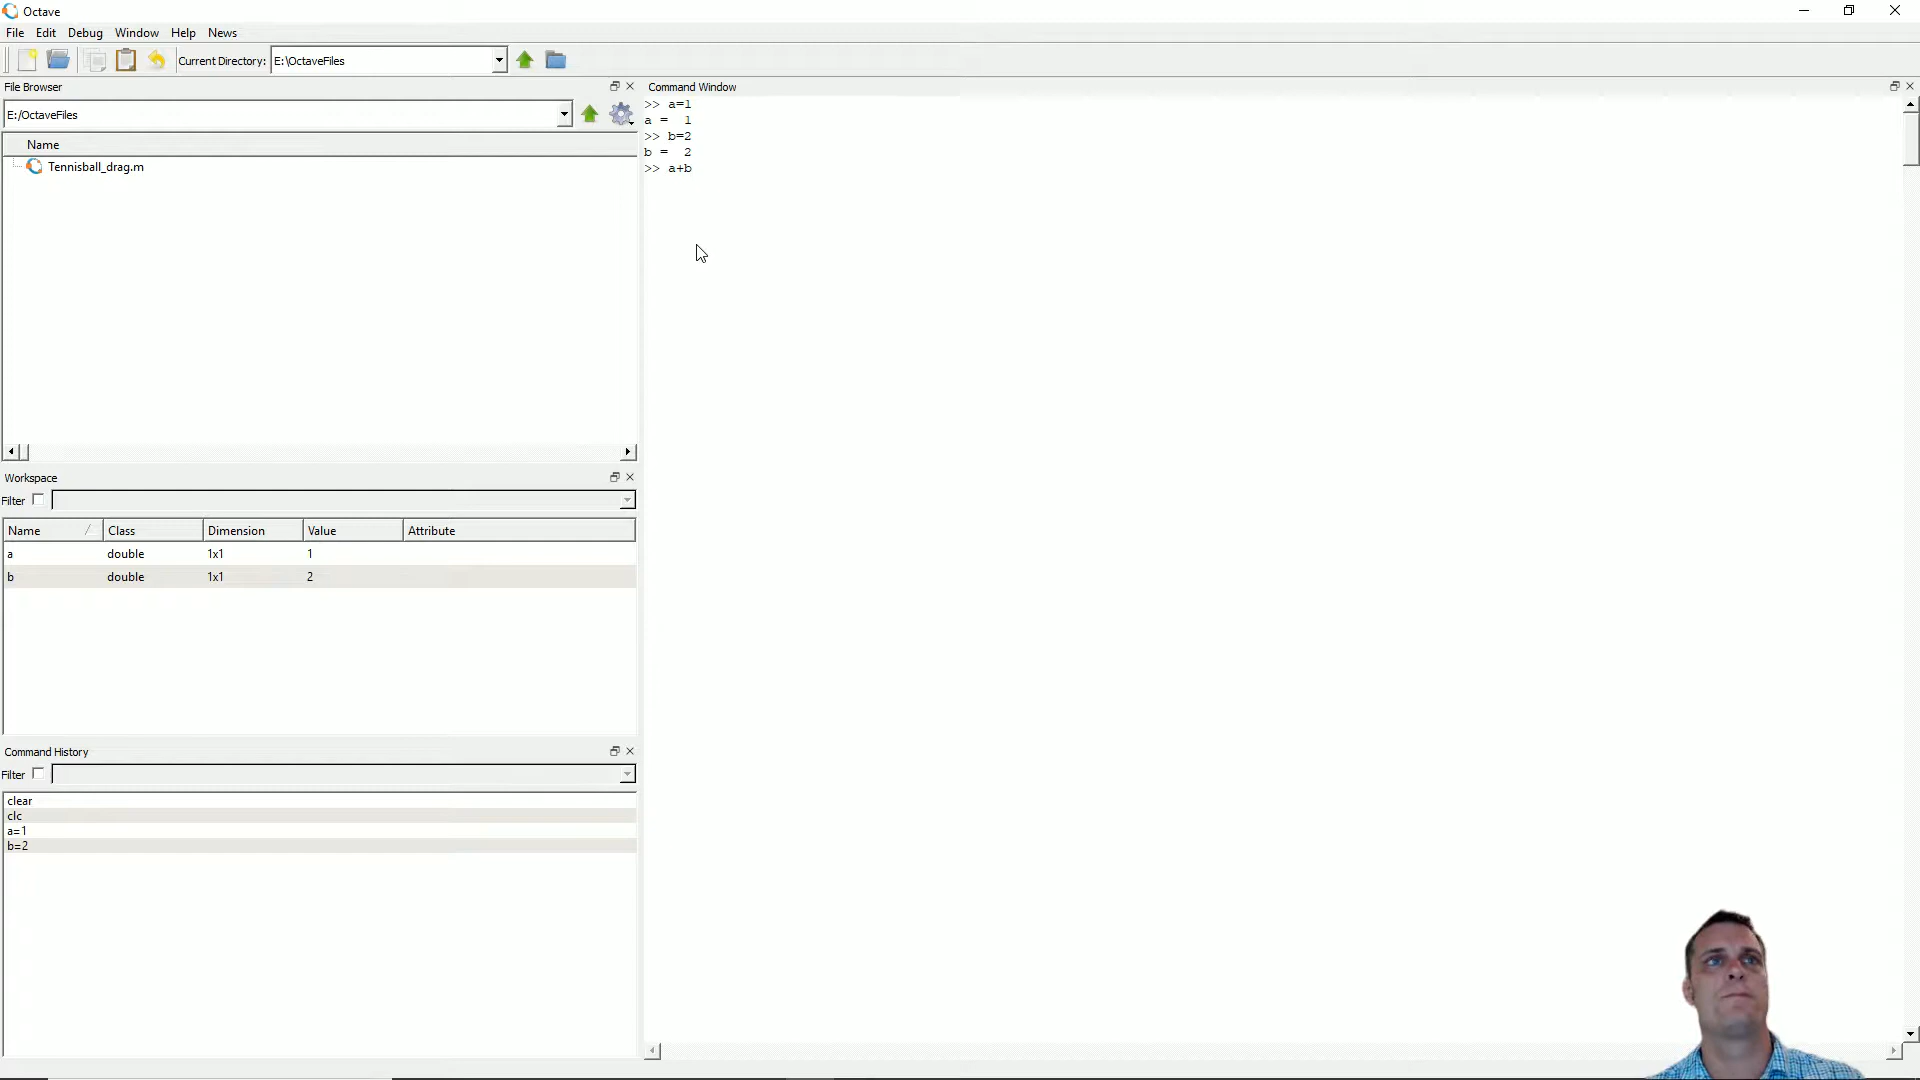 Octave
File Edit Debug Window Help News
Current Directory: E:\OctaveFiles
File Browser
E:/OctaveFiles
Name
Tennisball_drag.m
Workspace
Filter
Name Class Dimension Value Attribute
a double 1x1 1
b double 1x1 2
Command History
Filter
clear
clc
a=1
b=2
Command Window
>> a=1
a = 1
>> b=2
b = 2
>> a+b